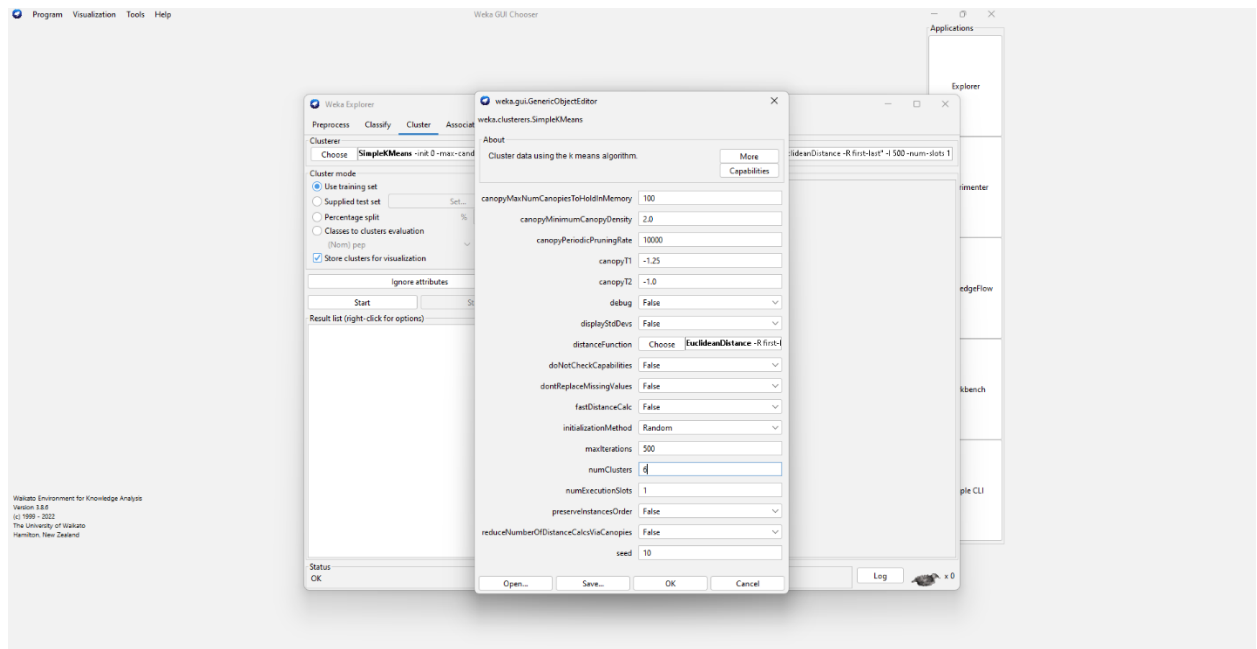 Program Visualization Tools Help
Weka GUI Chooser
Applications
Explorer
Weka Explorer
Preprocess Classify Cluster Associat
Clusterer
Choose SimpleKMeans -init 0 -max-cand
clideanDistance -R first-last" -I 500 -num-slots 1
Cluster mode
Use training set
Supplied test set Set...
Percentage split %
Classes to clusters evaluation
(Nom) pep
Store clusters for visualization
Ignore attributes
Start St
Result list (right-click for options)
Status
OK
Log x 0
weka.gui.GenericObjectEditor
weka.clusterers.SimpleKMeans
About
Cluster data using the k means algorithm.
More
Capabilities
canopyMaxNumCanopiesToHoldInMemory 100
canopyMinimumCanopyDensity 2.0
canopyPeriodicPruningRate 10000
canopyT1 -1.25
canopyT2 -1.0
debug False
displayStdDevs False
distanceFunction Choose EuclideanDistance -R first-l
doNotCheckCapabilities False
dontReplaceMissingValues False
fastDistanceCalc False
initializationMethod Random
maxIterations 500
numClusters 6
numExecutionSlots 1
preserveInstancesOrder False
reduceNumberOfDistanceCalcsViaCanopies False
seed 10
Open... Save... OK Cancel
rimenter
edgeFlow
kbench
ple CLI
Waikato Environment for Knowledge Analysis
Version 3.8.6
(c) 1999 - 2022
The University of Waikato
Hamilton, New Zealand